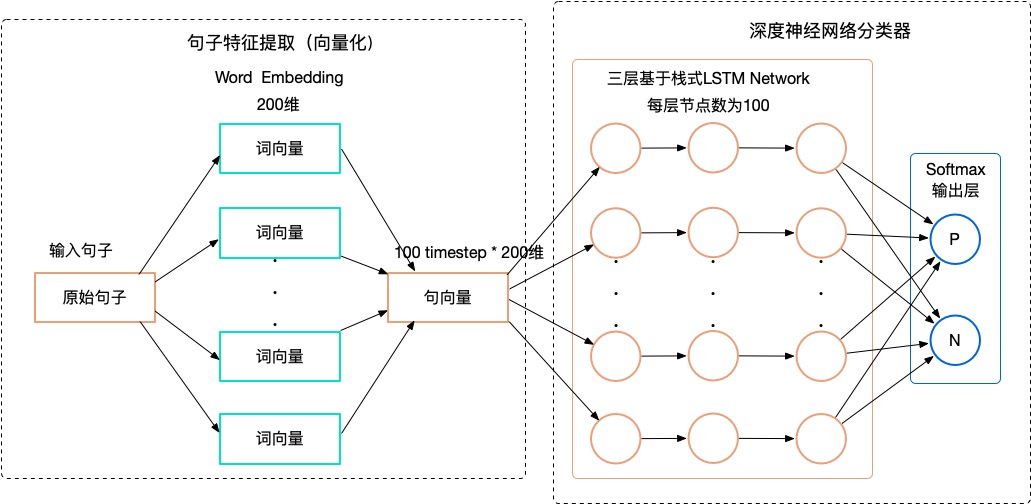 句子特征提取（向量化）
Word Embedding
200维
词向量
词向量
输入句子
原始句子
100 timestep * 200维
句向量
词向量
词向量
深度神经网络分类器
三层基于栈式LSTM Network
每层节点数为100
Softmax
输出层
P
N